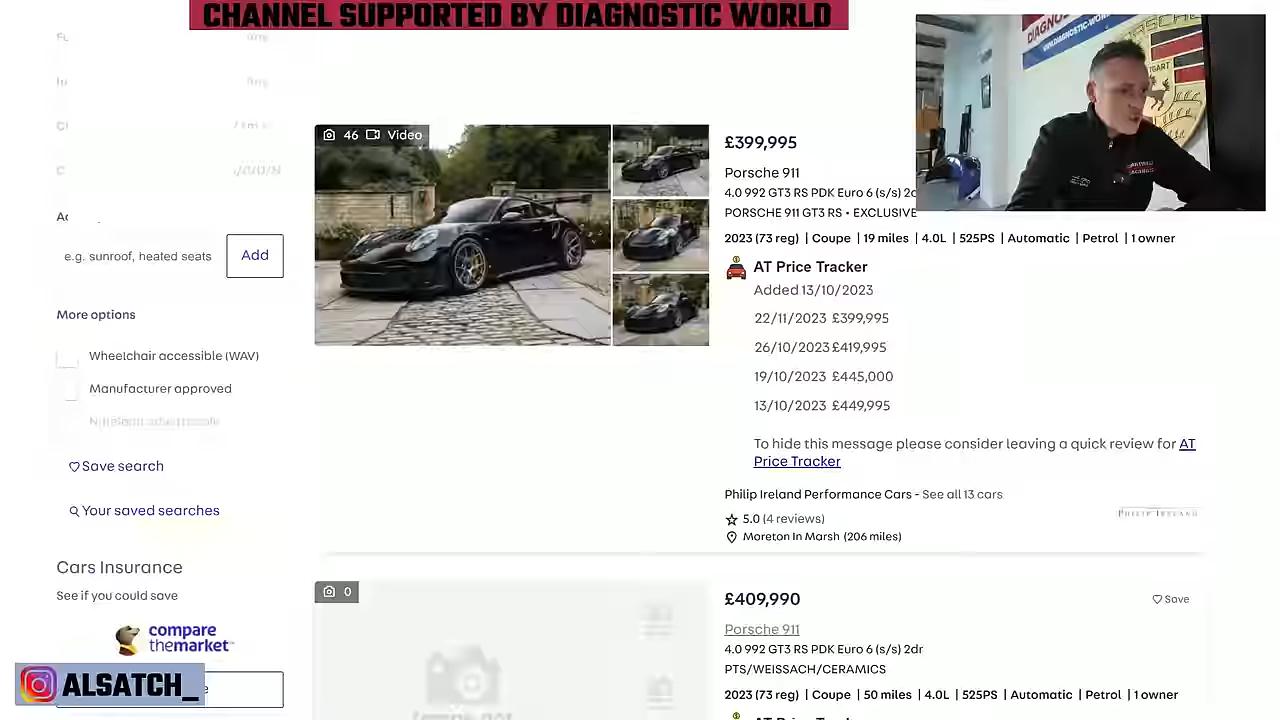 CHANNEL SUPPORTED BY DIAGNOSTIC WORLD
e.g. sunroof, heated seats
Add
More options
Wheelchair accessible (WAV)
Manufacturer approved
Save search
Your saved searches
Cars Insurance
See if you could save
compare
themarket
ALSATCH_
46 Video
£399,995
Porsche 911
4.0 992 GT3 RS PDK Euro 6 (s/s)
PORSCHE 911 GT3 RS • EXCLUSIVE
2023 (73 reg) | Coupe | 19 miles | 4.0L | 525PS | Automatic | Petrol | 1 owner
AT Price Tracker
Added 13/10/2023
22/11/2023 £399,995
26/10/2023 £419,995
19/10/2023 £445,000
13/10/2023 £449,995
To hide this message please consider leaving a quick review for AT
Price Tracker
Philip Ireland Performance Cars - See all 13 cars
PHILIP IRELAND
5.0 (4 reviews)
Moreton In Marsh (206 miles)
0
£409,990
Save
Porsche 911
4.0 992 GT3 RS PDK Euro 6 (s/s) 2dr
PTS/WEISSACH/CERAMICS
2023 (73 reg) | Coupe | 50 miles | 4.0L | 525PS | Automatic | Petrol | 1 owner
AT Price Tracker